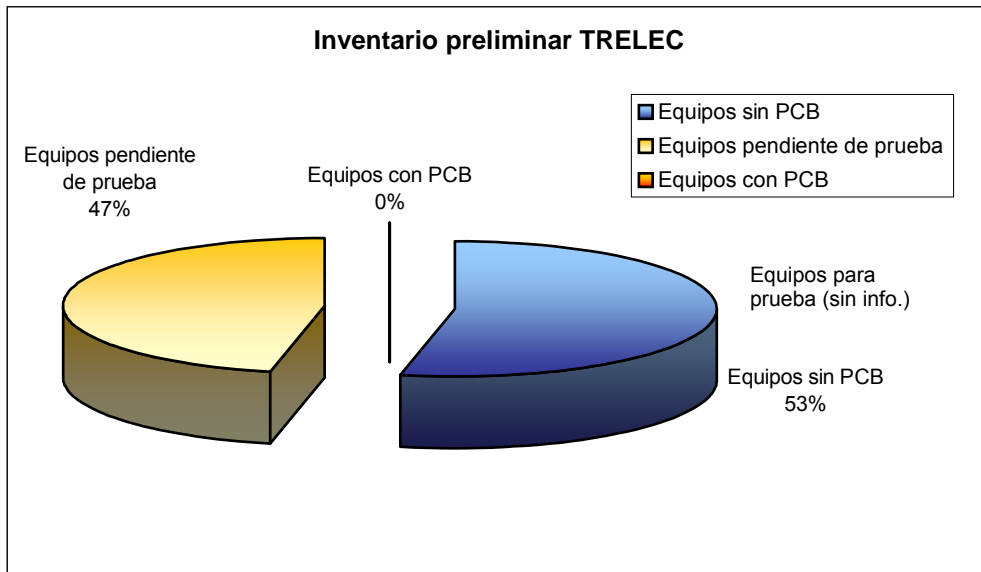 Inventario preliminar TRELEC
Equipos sin PCB
Equipos pendiente de prueba
Equipos con PCB
Equipos pendiente
de prueba
47%
Equipos con PCB
0%
Equipos para
prueba (sin info.)
Equipos sin PCB
53%